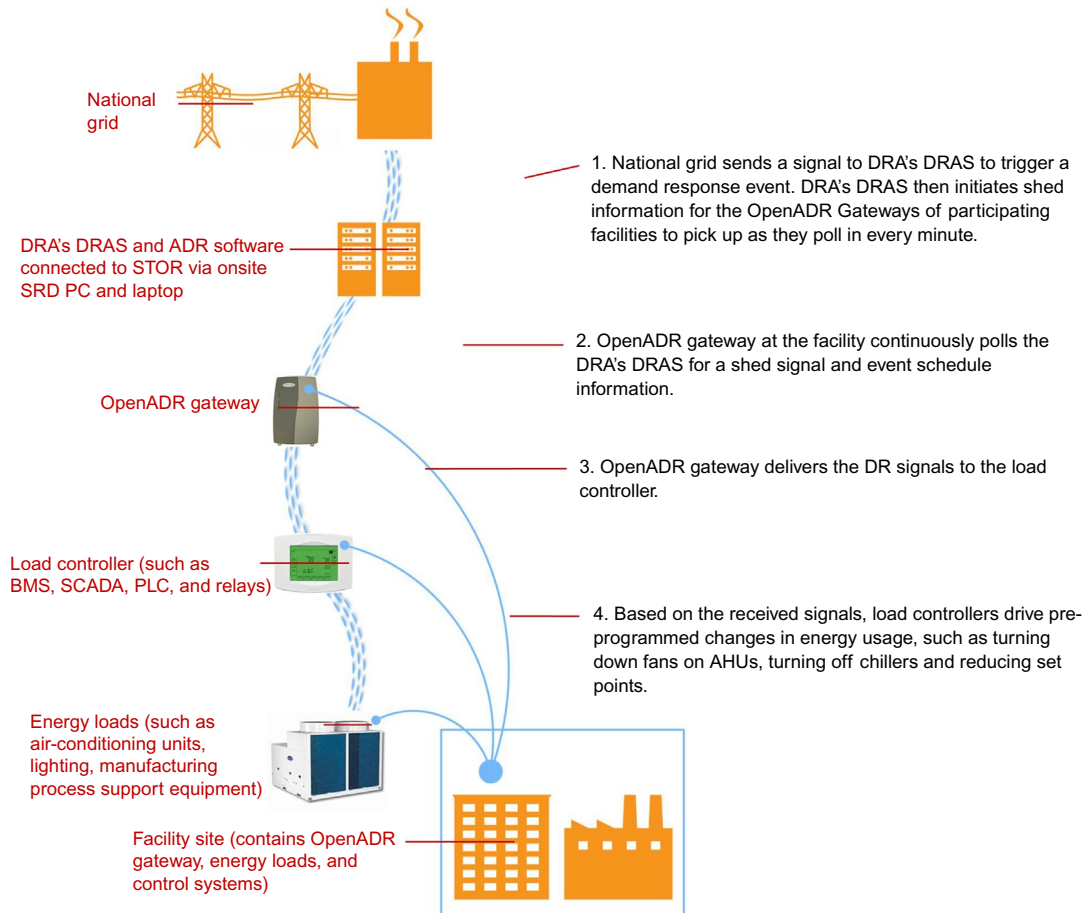 National
grid
1. National grid sends a signal to DRA's DRAS to trigger a
demand response event. DRA's DRAS then initiates shed
information for the OpenADR Gateways of participating
facilities to pick up as they poll in every minute.
DRA's DRAS and ADR software
connected to STOR via onsite
SRD PC and laptop
2. OpenADR gateway at the facility continuously polls the
DRA's DRAS for a shed signal and event schedule
information.
OpenADR gateway
3. OpenADR gateway delivers the DR signals to the load
controller.
Load controller (such as
BMS, SCADA, PLC, and relays)
4. Based on the received signals, load controllers drive pre-
programmed changes in energy usage, such as turning
down fans on AHUs, turning off chillers and reducing set
points.
Energy loads (such as
air-conditioning units,
lighting, manufacturing
process support equipment)
Facility site (contains OpenADR
gateway, energy loads, and
control systems)